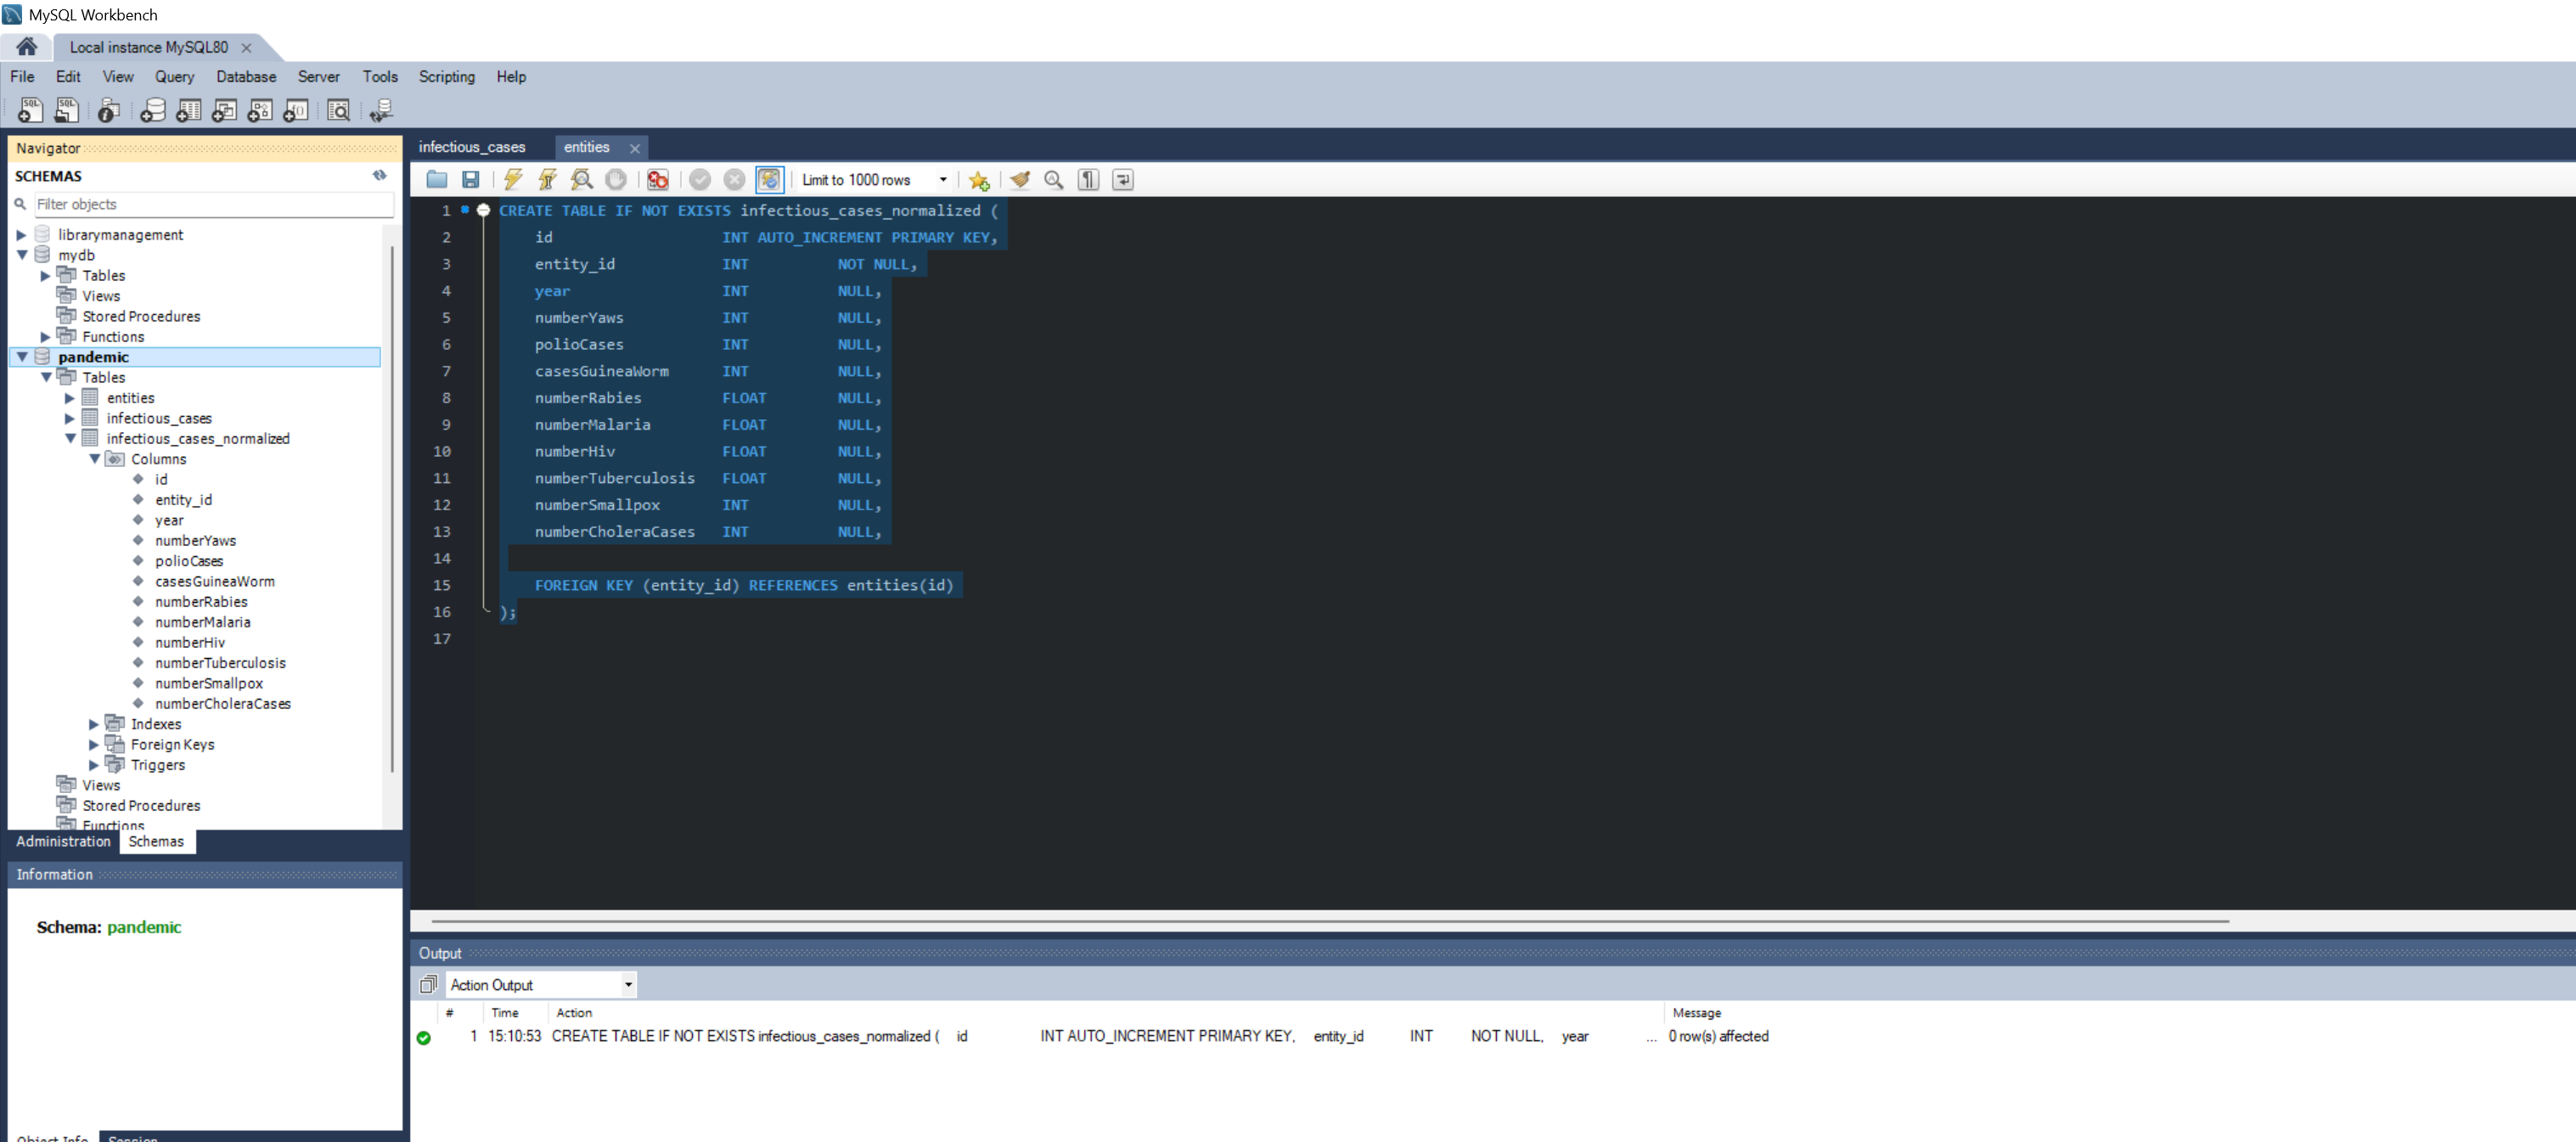 MySQL Workbench
Local instance MySQL80
File Edit View Query Database Server Tools Scripting Help
Navigator
SCHEMAS
Filter objects
librarymanagement
mydb
Tables
Views
Stored Procedures
Functions
pandemic
Tables
entities
infectious_cases
infectious_cases_normalized
Columns
id
entity_id
year
numberYaws
polioCases
casesGuineaWorm
numberRabies
numberMalaria
numberHiv
numberTuberculosis
numberSmallpox
numberCholeraCases
Indexes
Foreign Keys
Triggers
Views
Stored Procedures
Functions
Administration Schemas
Information
Schema: pandemic
Object Info Session
infectious_cases entities
Limit to 1000 rows
1 CREATE TABLE IF NOT EXISTS infectious_cases_normalized (
2 id INT AUTO_INCREMENT PRIMARY KEY,
3 entity_id INT NOT NULL,
4 year INT NULL,
5 numberYaws INT NULL,
6 polioCases INT NULL,
7 casesGuineaWorm INT NULL,
8 numberRabies FLOAT NULL,
9 numberMalaria FLOAT NULL,
10 numberHiv FLOAT NULL,
11 numberTuberculosis FLOAT NULL,
12 numberSmallpox INT NULL,
13 numberCholeraCases INT NULL,
14
15 FOREIGN KEY (entity_id) REFERENCES entities(id)
16 );
17
Output
Action Output
# Time Action Message
1 15:10:53 CREATE TABLE IF NOT EXISTS infectious_cases_normalized ( id INT AUTO_INCREMENT PRIMARY KEY, entity_id INT NOT NULL, year ... 0 row(s) affected